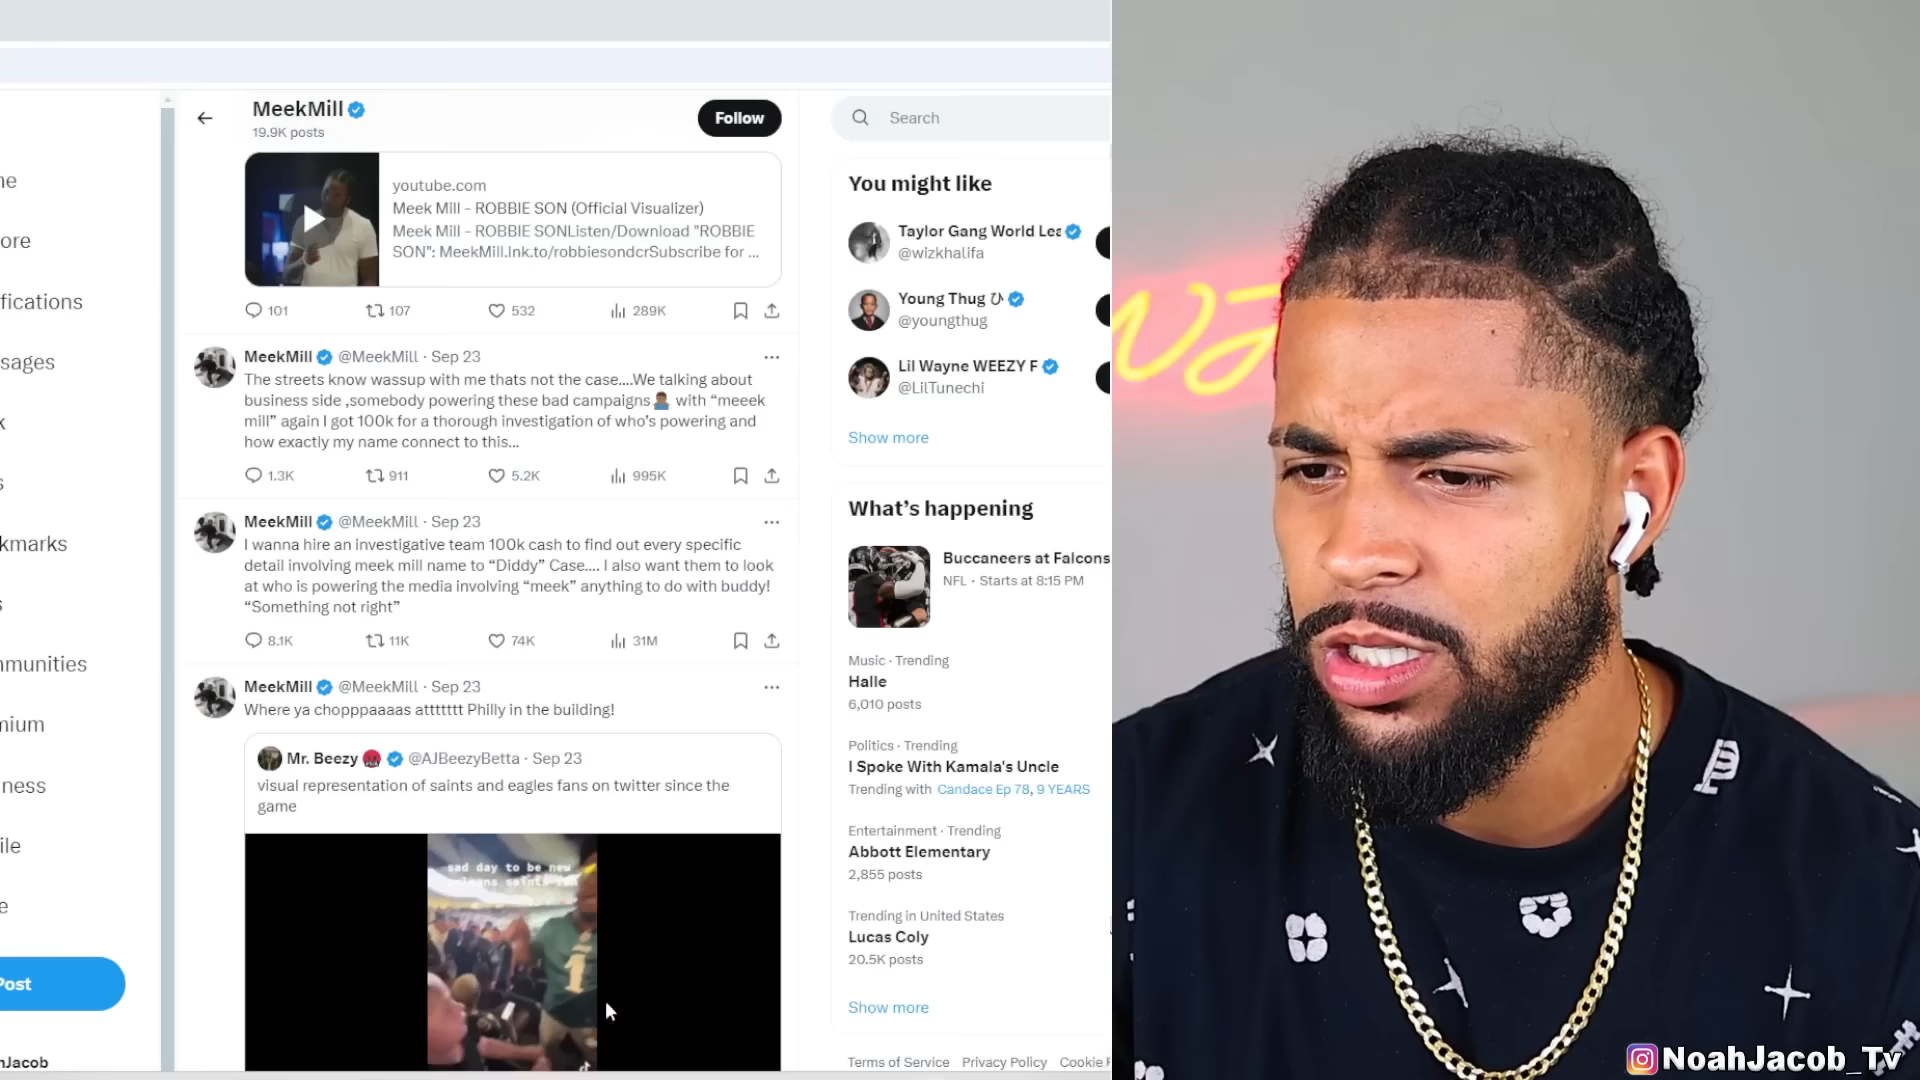 MeekMill
19.9K posts
Follow
Search
youtube.com
Meek Mill - ROBBIE SON (Official Visualizer)
Meek Mill - ROBBIE SONListen/Download "ROBBIE
SON": MeekMill.lnk.to/robbiesondcrSubscribe for ...
101 107 532 289K
MeekMill @MeekMill · Sep 23
The streets know wassup with me thats not the case....We talking about
business side ,somebody powering these bad campaigns with “meeek
mill” again I got 100k for a thorough investigation of who’s powering and
how exactly my name connect to this...
1.3K 911 5.2K 995K
MeekMill @MeekMill · Sep 23
I wanna hire an investigative team 100k cash to find out every specific
detail involving meek mill name to “Diddy” Case.... I also want them to look
at who is powering the media involving “meek” anything to do with buddy!
“Something not right”
8.1K 11K 74K 31M
MeekMill @MeekMill · Sep 23
Where ya chopppaaaas attttttt Philly in the building!
Mr. Beezy @AJBeezyBetta · Sep 23
visual representation of saints and eagles fans on twitter since the
game
sad day to be new
saints
ne
ore
fications
sages
k
s
kmarks
s
mmunities
mium
ness
ile
e
Post
hJacob
You might like
Taylor Gang World Lea
@wizkhalifa
Young Thug ひ
@youngthug
Lil Wayne WEEZY F
@LilTunechi
Show more
What’s happening
Buccaneers at Falcons
NFL · Starts at 8:15 PM
Music · Trending
Halle
6,010 posts
Politics · Trending
I Spoke With Kamala's Uncle
Trending with Candace Ep 78, 9 YEARS
Entertainment · Trending
Abbott Elementary
2,855 posts
Trending in United States
Lucas Coly
20.5K posts
Show more
Terms of Service Privacy Policy Cookie P
NoahJacob_Tv